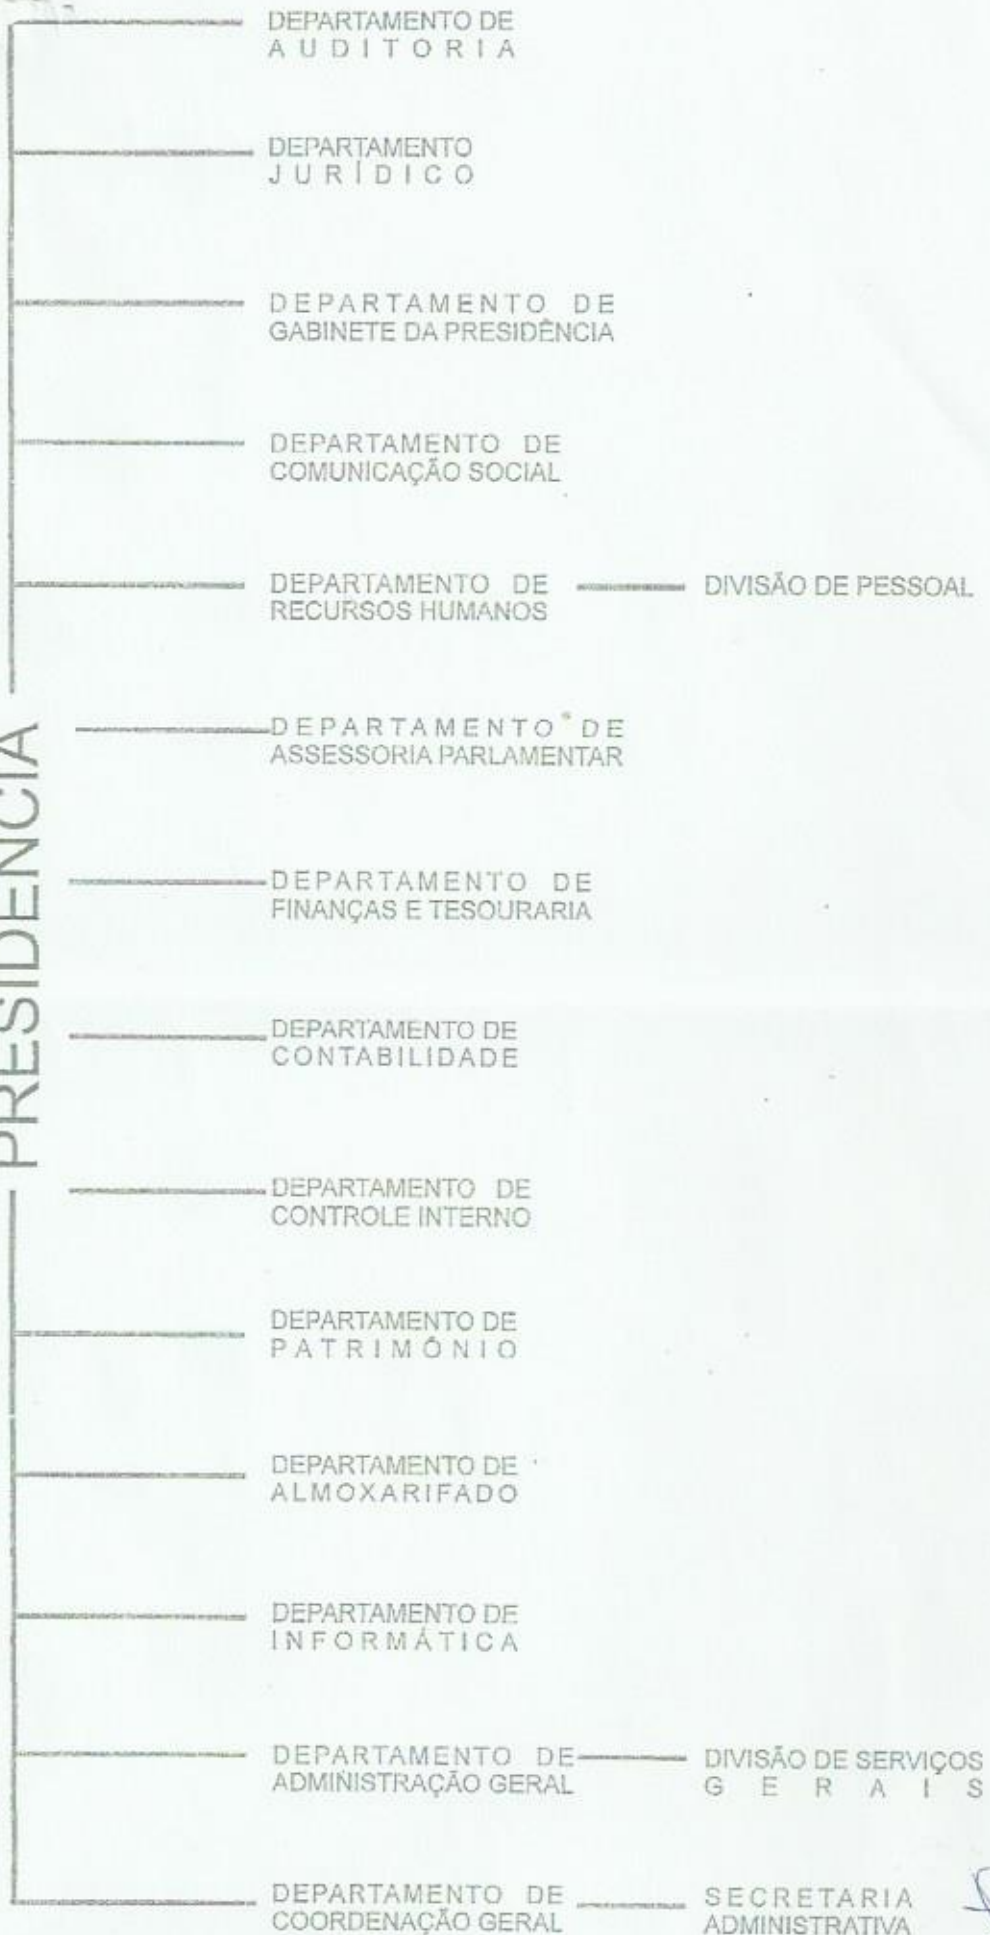 DEPARTAMENTO DE
AUDITORIA
DEPARTAMENTO
JURÍDICO
DEPARTAMENTO DE
GABINETE DA PRESIDÊNCIA
DEPARTAMENTO DE
COMUNICAÇÃO SOCIAL
DEPARTAMENTO DE
RECURSOS HUMANOS
DIVISÃO DE PESSOAL
PRESIDENCIA
DEPARTAMENTO DE
ASSESSORIA PARLAMENTAR
DEPARTAMENTO DE
FINANÇAS E TESOURARIA
DEPARTAMENTO DE
CONTABILIDADE
DEPARTAMENTO DE
CONTROLE INTERNO
DEPARTAMENTO DE
PATRIMÔNIO
DEPARTAMENTO DE
ALMOXARIFADO
DEPARTAMENTO DE
INFORMÁTICA
DEPARTAMENTO DE
ADMINISTRAÇÃO GERAL
DIVISÃO DE SERVIÇOS
GERAIS
DEPARTAMENTO DE
COORDENAÇÃO GERAL
SECRETARIA
ADMINISTRATIVA